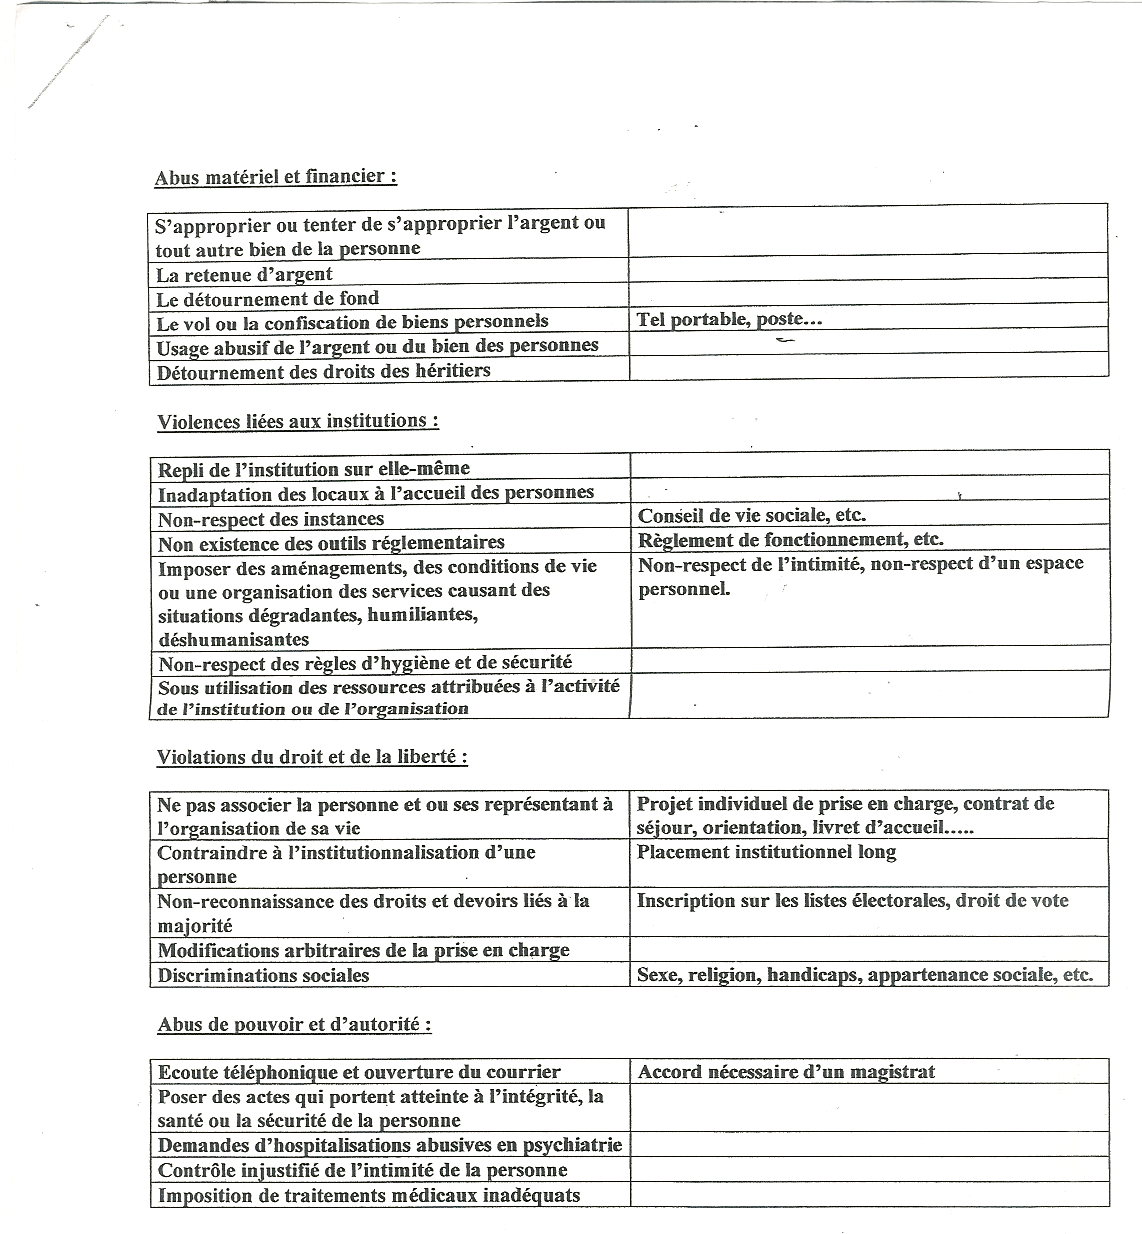 Abus matériel et financier :
S'approprier ou tenter de s'approprier l'argent ou
tout autre bien de la personne
La retenue d'argent
Le détournement de fond
Le vol ou la confiscation de biens personnels
Tel portable, poste...
Usage abusif de l'argent ou du bien des personnes
Détournement des droits des héritiers
Violences liées aux institutions :
Repli de l'institution sur elle-même
Inadaptation des locaux à l'accueil des personnes
Non-respect des instances
Conseil de vie sociale, etc.
Non existence des outils réglementaires
Règlement de fonctionnement, etc.
Imposer des aménagements, des conditions de vie
ou une organisation des services causant des
situations dégradantes, humiliantes,
déshumanisantes
Non-respect de l'intimité, non-respect d'un espace
personnel.
Non-respect des règles d'hygiène et de sécurité
Sous utilisation des ressources attribuées à l'activité
de l'institution ou de l'organisation
Violations du droit et de la liberté :
Ne pas associer la personne et ou ses représentant à
l'organisation de sa vie
Projet individuel de prise en charge, contrat de
séjour, orientation, livret d'accueil.....
Contraindre à l'institutionnalisation d'une
personne
Placement institutionnel long
Non-reconnaissance des droits et devoirs liés à la
majorité
Inscription sur les listes électorales, droit de vote
Modifications arbitraires de la prise en charge
Discriminations sociales
Sexe, religion, handicaps, appartenance sociale, etc.
Abus de pouvoir et d'autorité :
Ecoute téléphonique et ouverture du courrier
Accord nécessaire d'un magistrat
Poser des actes qui portent atteinte à l'intégrité, la
santé ou la sécurité de la personne
Demandes d'hospitalisations abusives en psychiatrie
Contrôle injustifié de l'intimité de la personne
Imposition de traitements médicaux inadéquats